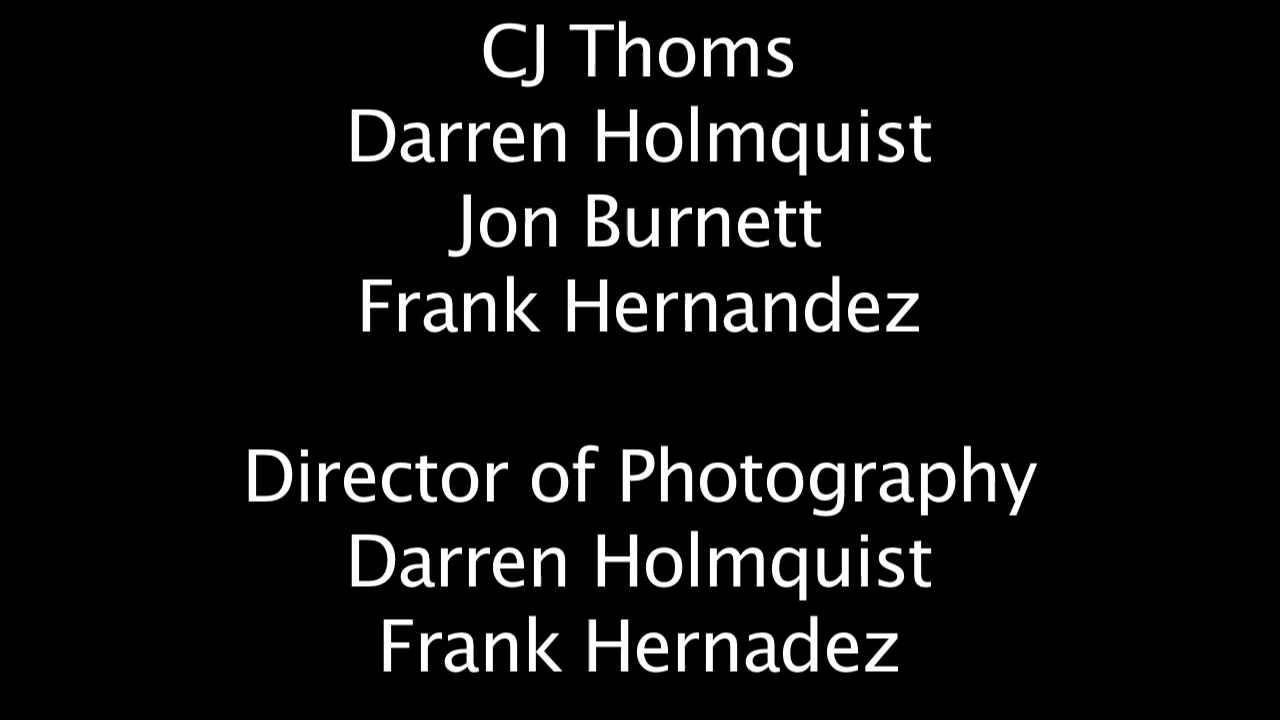 CJ Thoms
Darren Holmquist
Jon Burnett
Frank Hernandez
Director of Photography
Darren Holmquist
Frank Hernadez